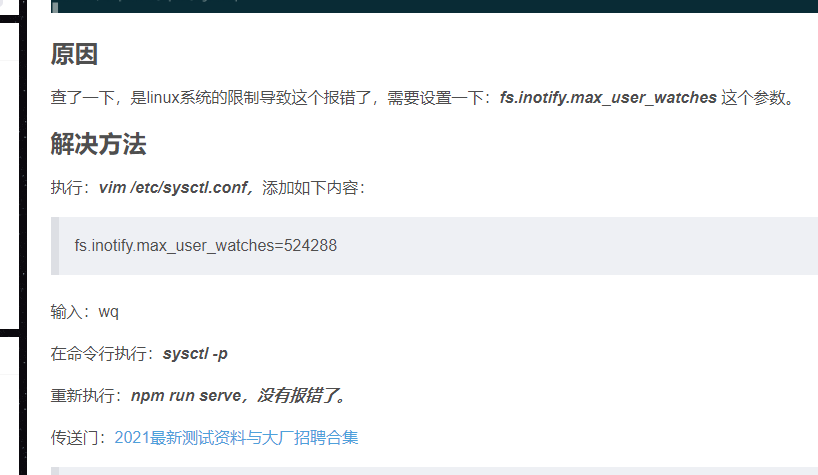 原因
查了一下，是linux系统的限制导致这个报错了，需要设置一下：fs.inotify.max_user_watches 这个参数。
解决方法
执行：vim /etc/sysctl.conf，添加如下内容：
fs.inotify.max_user_watches=524288
输入：wq
在命令行执行：sysctl -p
重新执行：npm run serve，没有报错了。
传送门：2021最新测试资料与大厂招聘合集